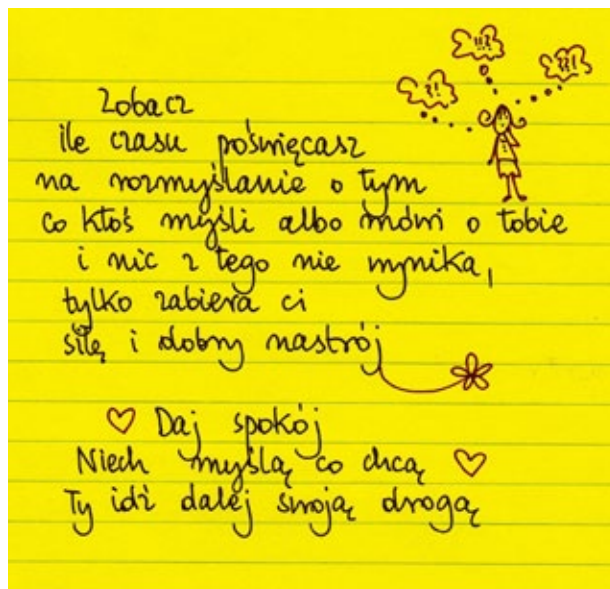 ?!
!!?
??!
Zobacz
ile czasu poświęcasz
na rozmyślanie o tym
co ktoś myśli albo mówi o tobie
i nic z tego nie wynika,
tylko zabiera ci
siłę i dobry nastrój
Daj spokój
Niech myślą co chcą
Ty idź dalej swoją drogą